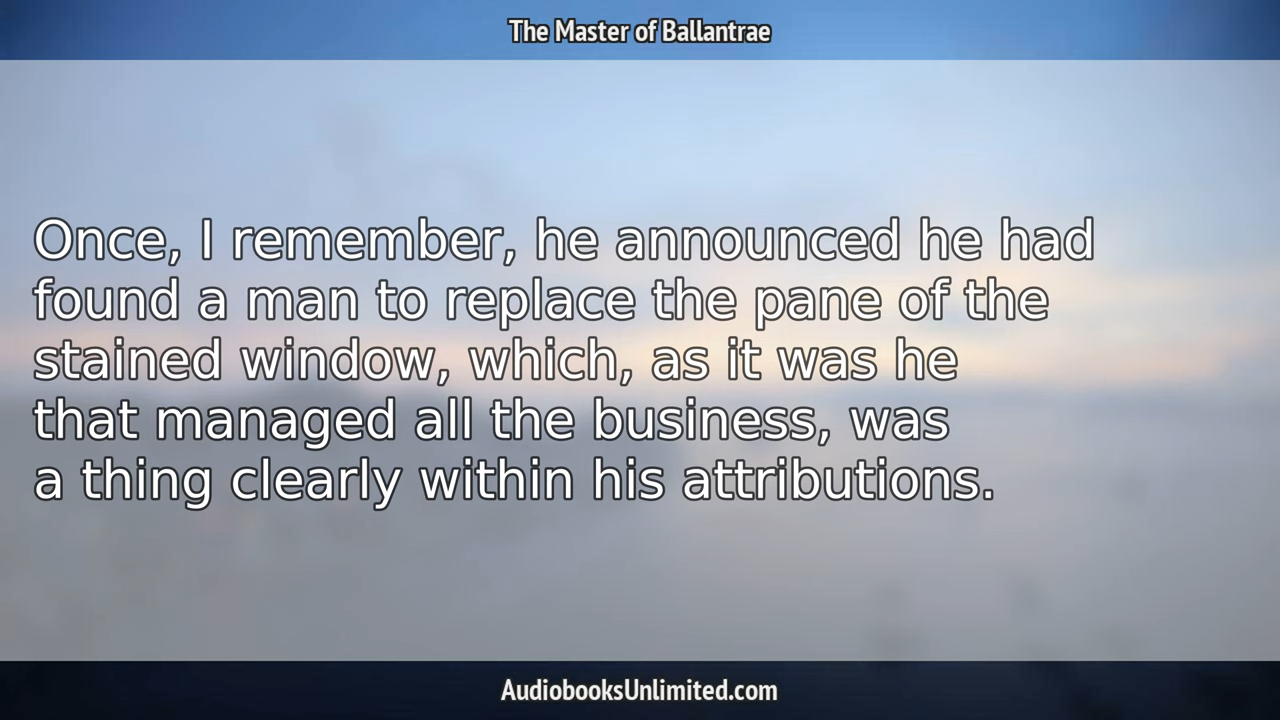 The Master of Ballantrae
Once, I remember, he announced he had
found a man to replace the pane of the
stained window, which, as it was he
that managed all the business, was
a thing clearly within his attributions.
AudiobooksUnlimited.com